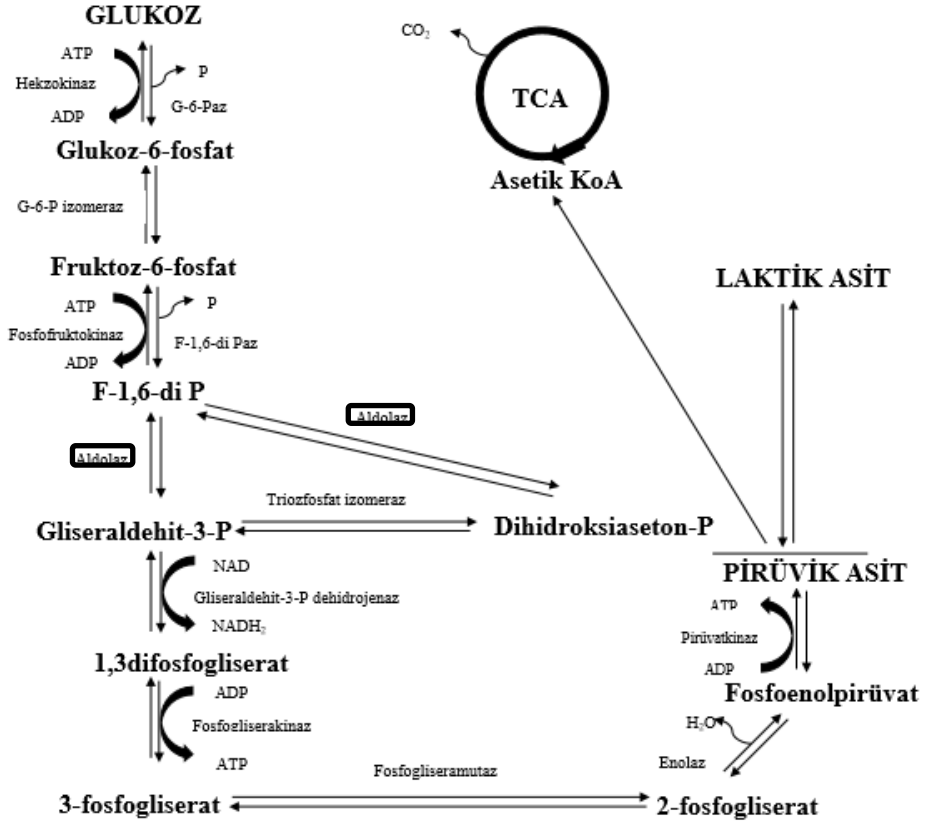 GLUKOZ
ATP
Hekzokinaz
ADP
P
G-6-Paz
Glukoz-6-fosfat
G-6-P izomeraz
Fruktoz-6-fosfat
ATP
Fosfofruktokinaz
ADP
P
F-1,6-di Paz
F-1,6-di P
Aldolaz
Aldolaz
Gliseraldehit-3-P
Triozfosfat izomeraz
Dihidroksiaseton-P
NAD
Gliseraldehit-3-P dehidrojenaz
NADH₂
1,3difosfogliserat
ADP
Fosfogliserakinaz
ATP
3-fosfogliserat
Fosfogliseramutaz
2-fosfogliserat
Enolaz
H₂O
Fosfoenolpirüvat
ATP
Pirüvatkinaz
ADP
PİRÜVİK ASİT
LAKTİK ASİT
Asetik KoA
TCA
CO₂